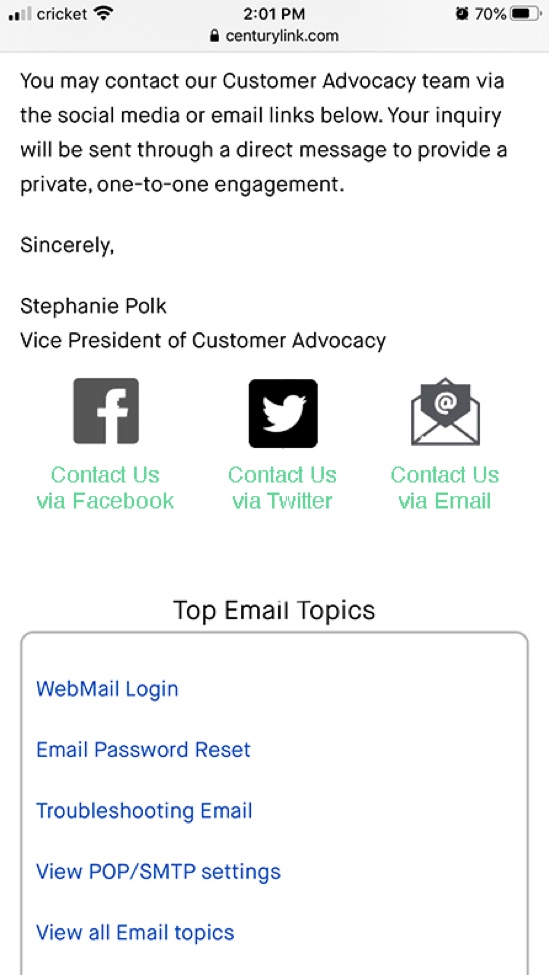 cricket 2:01 PM 70%
centurylink.com
You may contact our Customer Advocacy team via
the social media or email links below. Your inquiry
will be sent through a direct message to provide a
private, one-to-one engagement.
Sincerely,
Stephanie Polk
Vice President of Customer Advocacy
f @
Contact Us Contact Us Contact Us
via Facebook via Twitter via Email
Top Email Topics
WebMail Login
Email Password Reset
Troubleshooting Email
View POP/SMTP settings
View all Email topics